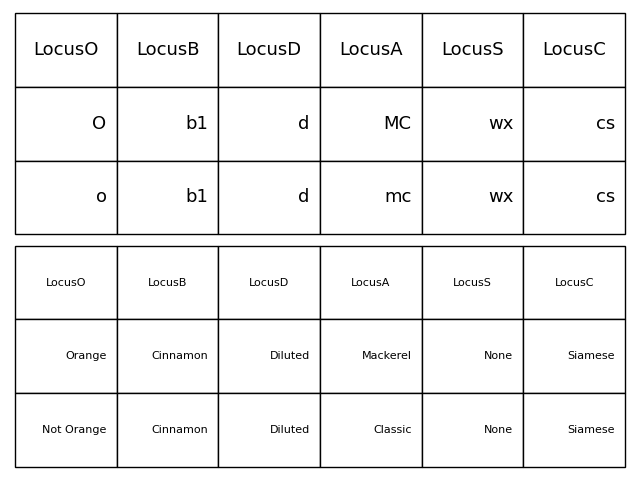 LocusO LocusB LocusD LocusA LocusS LocusC
O b1 d MC wx cs
o b1 d mc wx cs
LocusO LocusB LocusD LocusA LocusS LocusC
Orange Cinnamon Diluted Mackerel None Siamese
Not Orange Cinnamon Diluted Classic None Siamese